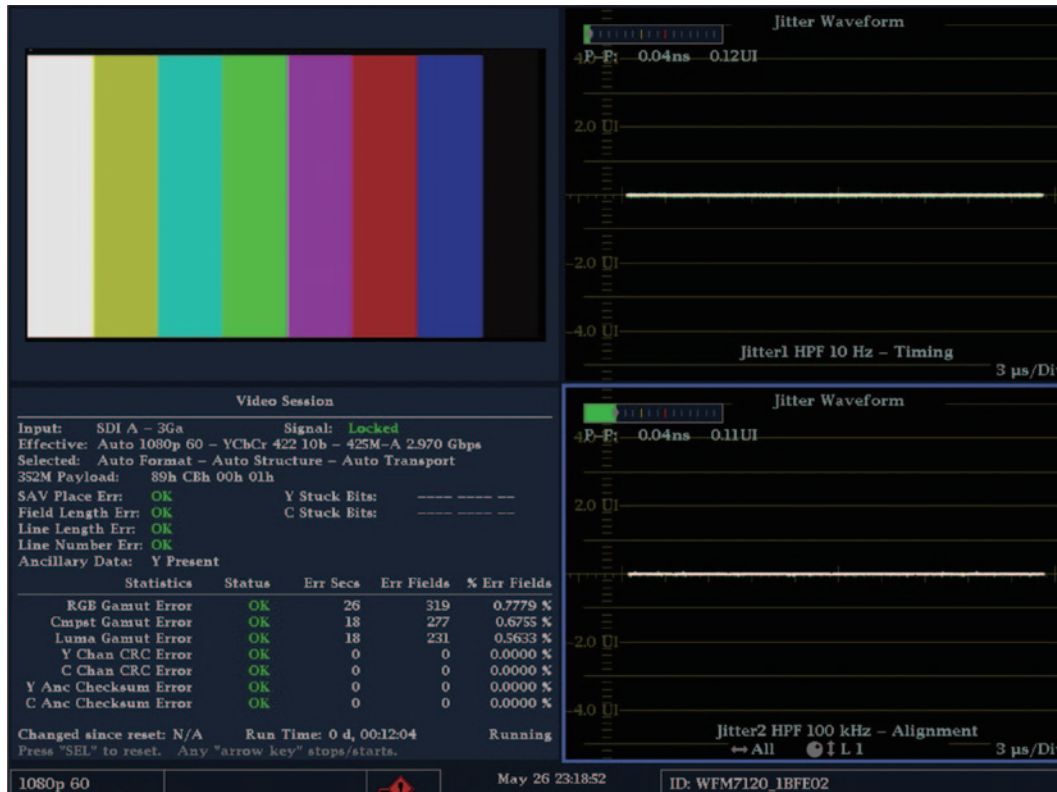 Jitter Waveform
P-P: 0.04ns 0.12UI
2.0 UI
-2.0 UI
-4.0 UI
Jitter1 HPF 10 Hz - Timing
3 µs/Div
Video Session
Input: SDI A - 3Ga Signal: Locked
Effective: Auto 1080p 60 - YCbCr 422 10b - 425M-A 2.970 Gbps
Selected: Auto Format - Auto Structure - Auto Transport
352M Payload: 89h CBh 00h 01h
SAV Place Err: OK Y Stuck Bits: ---- ---- --
Field Length Err: OK C Stuck Bits: ---- ---- --
Line Length Err: OK
Line Number Err: OK
Ancillary Data: Y Present
Statistics Status Err Secs Err Fields % Err Fields
RGB Gamut Error OK 26 319 0.7779 %
Cmpst Gamut Error OK 18 277 0.6755 %
Luma Gamut Error OK 18 231 0.5633 %
Y Chan CRC Error OK 0 0 0.0000 %
C Chan CRC Error OK 0 0 0.0000 %
Y Anc Checksum Error OK 0 0 0.0000 %
C Anc Checksum Error OK 0 0 0.0000 %
Changed since reset: N/A Run Time: 0 d, 00:12:04 Running
Press "SEL" to reset. Any "arrow key" stops/starts.
Jitter Waveform
P-P: 0.04ns 0.11UI
2.0 UI
-2.0 UI
-4.0 UI
Jitter2 HPF 100 kHz - Alignment
All L1
3 µs/Div
1080p 60
May 26 23:18:52
ID: WFM7120_1BFE02